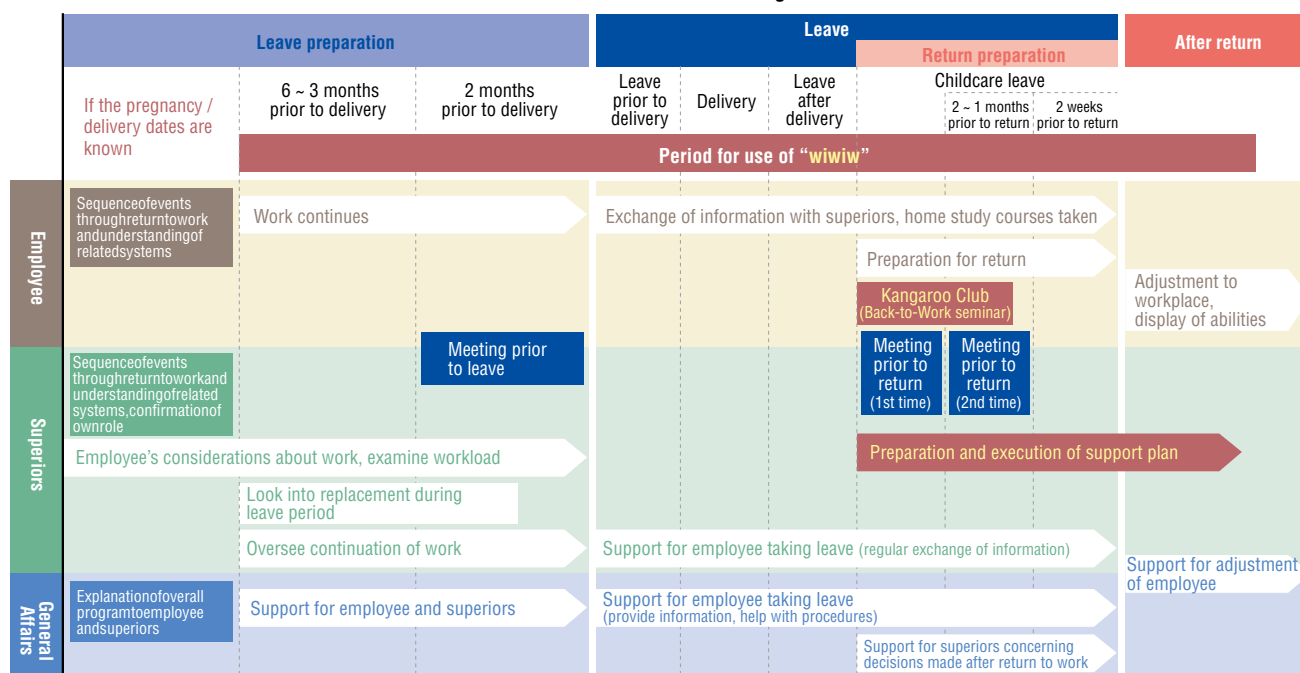 Leave preparation
Leave
Return preparation
After return
If the pregnancy /
delivery dates are
known
6 ~ 3 months
prior to delivery
2 months
prior to delivery
Leave
prior to
delivery
Delivery
Leave
after
delivery
Childcare leave
2 ~ 1 months
prior to return
2 weeks
prior to return
Period for use of “wiwiw”
Employee
Sequenceofevents
throughreturntowork
andunderstandingof
relatedsystems
Work continues
Exchange of information with superiors, home study courses taken
Preparation for return
Kangaroo Club
(Back-to-Work seminar)
Adjustment to
workplace,
display of abilities
Meeting prior
to leave
Meeting
prior to
return
(1st time)
Meeting
prior to
return
(2nd time)
Superiors
Sequenceofevents
throughreturntoworkand
understandingofrelated
systems,confirmationof
ownrole
Employee’s considerations about work, examine workload
Preparation and execution of support plan
Look into replacement during
leave period
Oversee continuation of work
Support for employee taking leave (regular exchange of information)
Support for adjustment
of employee
General
Affairs
Explanationofoverall
programtoemployee
andsuperiors
Support for employee and superiors
Support for employee taking leave
(provide information, help with procedures)
Support for superiors concerning
decisions made after return to work